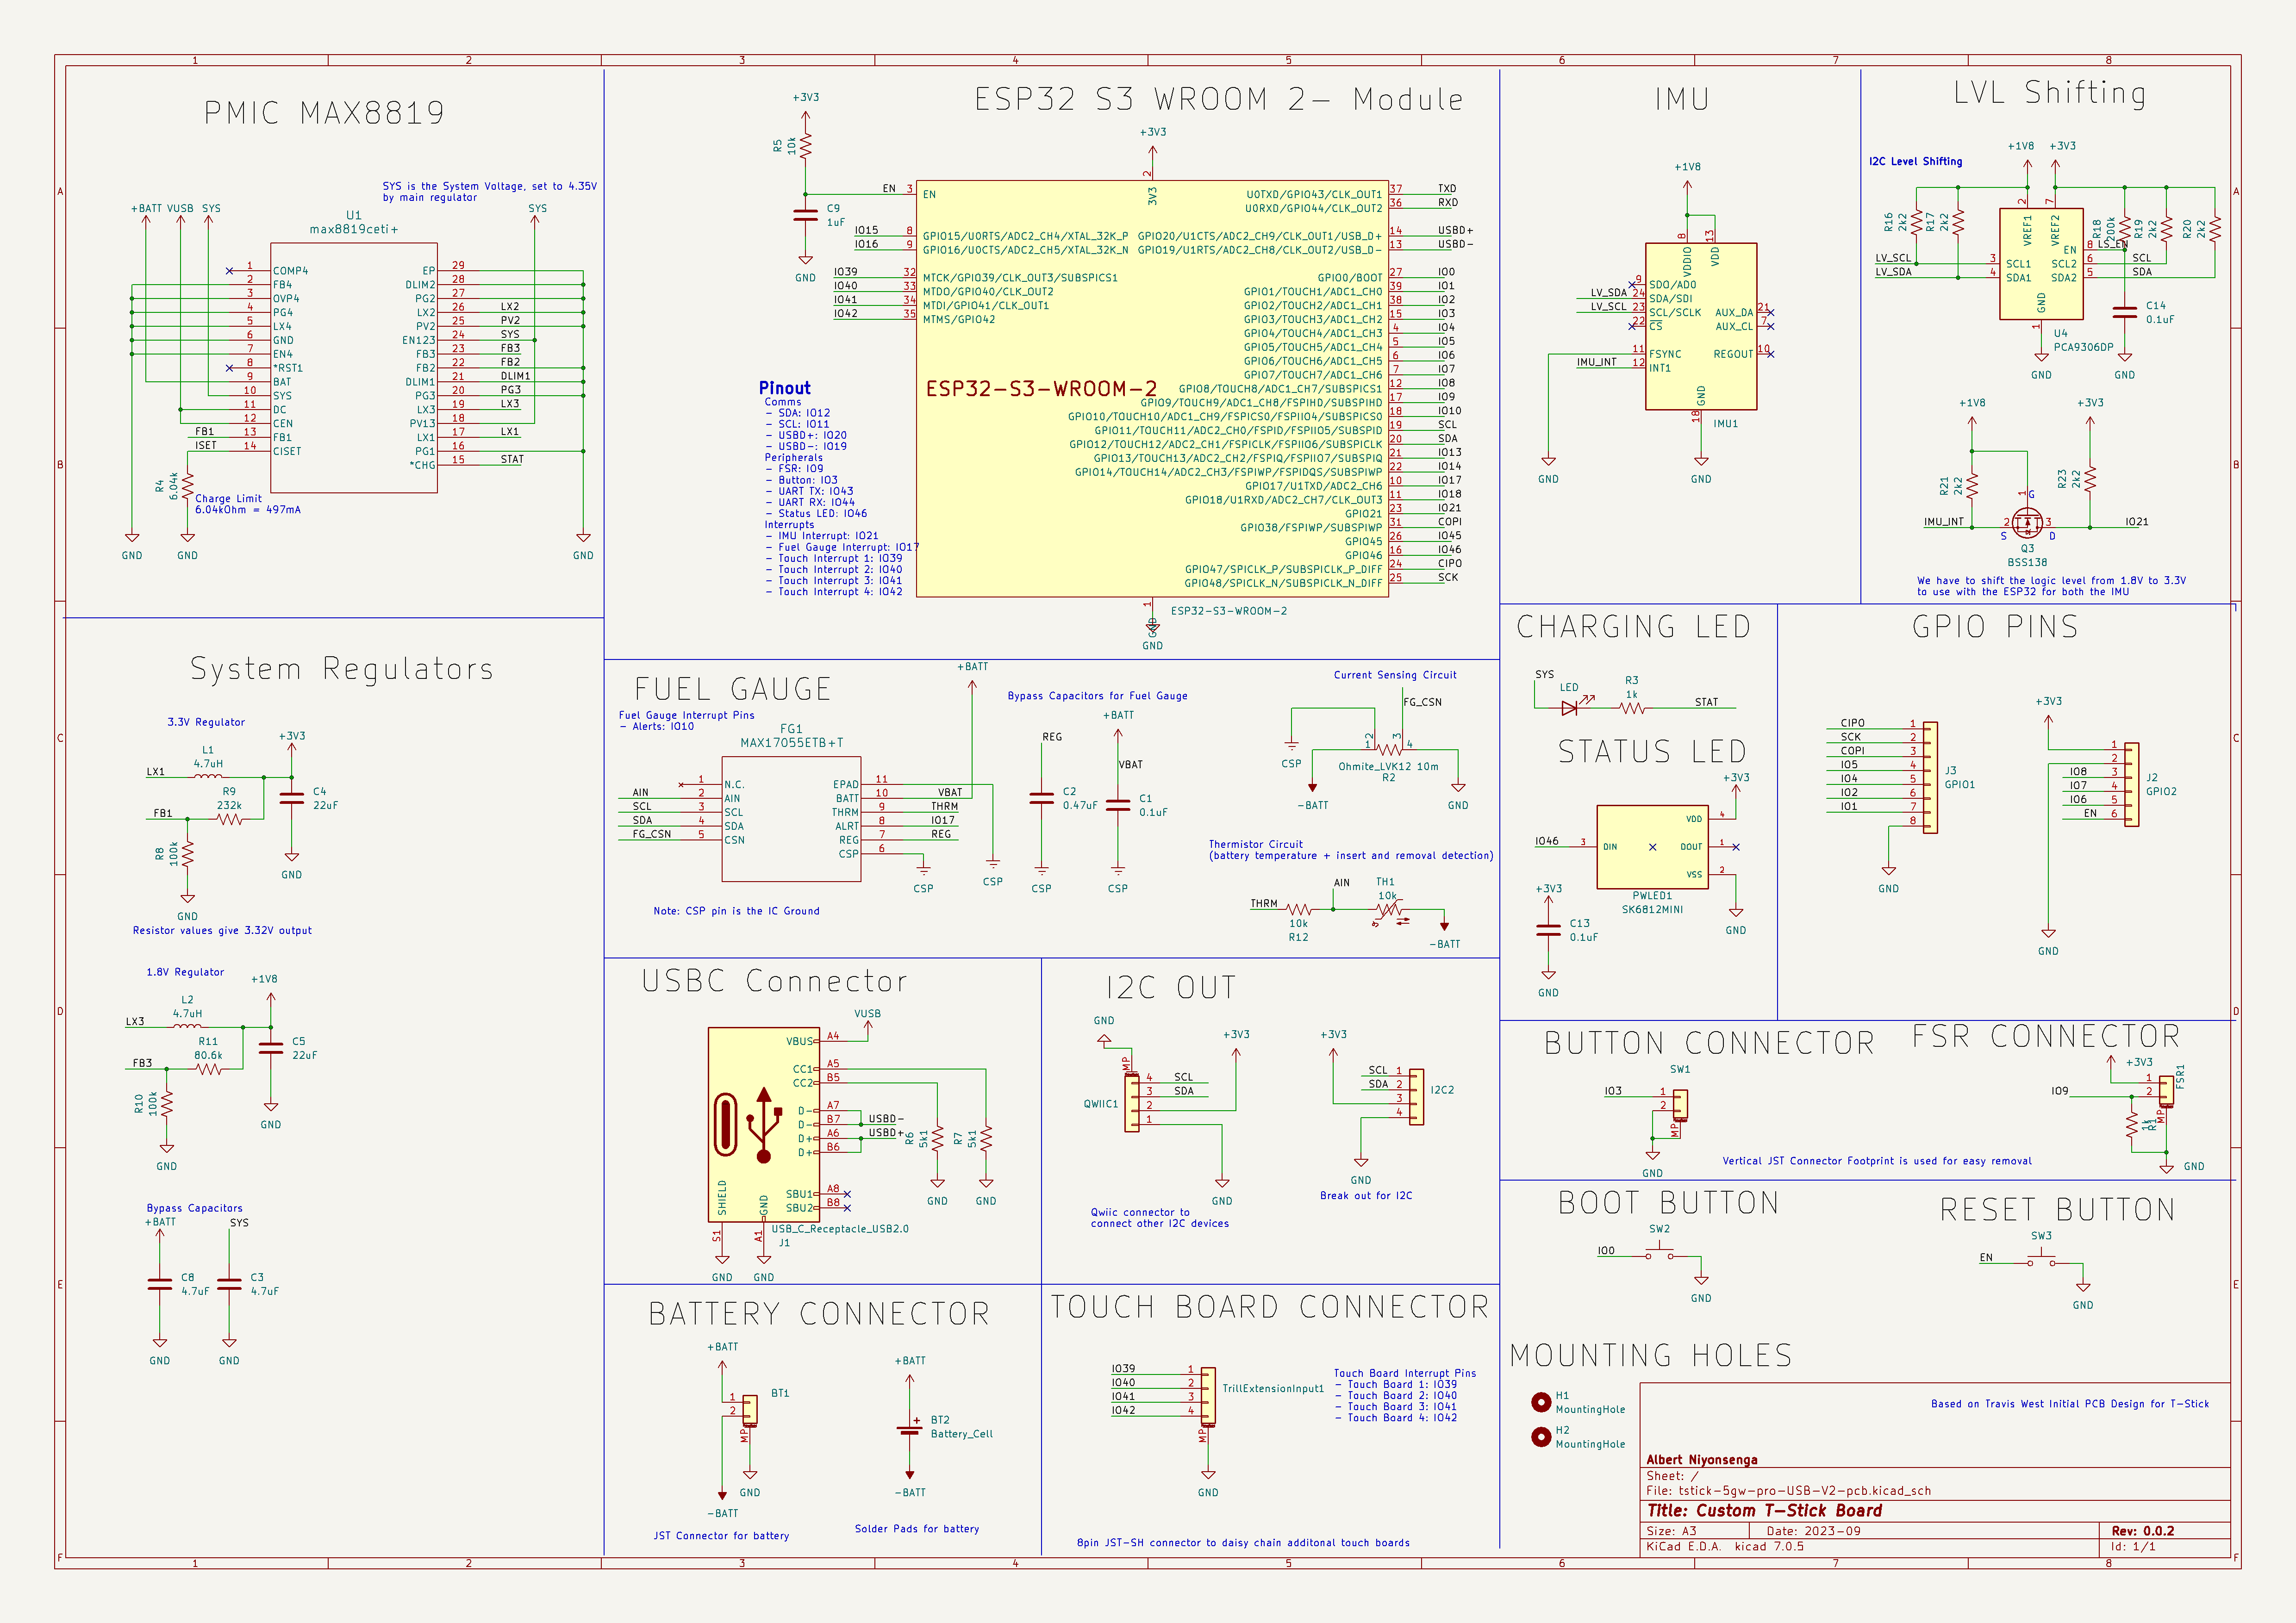 PMIC MAX8819
SYS is the System Voltage, set to 4.35V
by main regulator
+BATT VUSB SYS
SYS
U1
max8819ceti+
1 COMP4
2 FB4
3 OVP4
4 PG4
5 LX4
6 GND
7 EN4
8 *RST1
9 BAT
10 SYS
11 DC
12 CEN
FB1 13 FB1
ISET 14 CISET
EP 29
DLIM2 28
PG2 27
LX2 26 LX2
PV2 25 PV2
EN123 24 SYS
FB3 23 FB3
FB2 22 FB2
DLIM1 21 DLIM1
PG3 20 PG3
LX3 19 LX3
PV13 18
LX1 17 LX1
PG1 16
*CHG 15 STAT
R4
6.04k
Charge Limit
6.04kOhm = 497mA
GND
GND
GND
ESP32 S3 WROOM 2- Module
+3V3
R5
10k
C9
1uF
GND
+3V3
2
3V3
EN 3 EN
IO15 8 GPIO15/U0RTS/ADC2_CH4/XTAL_32K_P
IO16 9 GPIO16/U0CTS/ADC2_CH5/XTAL_32K_N
IO39 32 MTCK/GPIO39/CLK_OUT3/SUBSPICS1
IO40 33 MTDO/GPIO40/CLK_OUT2
IO41 34 MTDI/GPIO41/CLK_OUT1
IO42 35 MTMS/GPIO42
U0TXD/GPIO43/CLK_OUT1 37 TXD
U0RXD/GPIO44/CLK_OUT2 36 RXD
GPIO20/U1CTS/ADC2_CH9/CLK_OUT1/USB_D+ 14 USBD+
GPIO19/U1RTS/ADC2_CH8/CLK_OUT2/USB_D- 13 USBD-
GPIO0/BOOT 27 IO0
GPIO1/TOUCH1/ADC1_CH0 39 IO1
GPIO2/TOUCH2/ADC1_CH1 38 IO2
GPIO3/TOUCH3/ADC1_CH2 15 IO3
GPIO4/TOUCH4/ADC1_CH3 4 IO4
GPIO5/TOUCH5/ADC1_CH4 5 IO5
GPIO6/TOUCH6/ADC1_CH5 6 IO6
GPIO7/TOUCH7/ADC1_CH6 7 IO7
GPIO8/TOUCH8/ADC1_CH7/SUBSPICS1 12 IO8
GPIO9/TOUCH9/ADC1_CH8/FSPIHD/SUBSPIHD 17 IO9
GPIO10/TOUCH10/ADC1_CH9/FSPICS0/FSPIIO4/SUBSPICS0 18 IO10
GPIO11/TOUCH11/ADC2_CH0/FSPID/FSPIIO5/SUBSPID 19 SCL
GPIO12/TOUCH12/ADC2_CH1/FSPICLK/FSPIIO6/SUBSPICLK 20 SDA
GPIO13/TOUCH13/ADC2_CH2/FSPIQ/FSPIIO7/SUBSPIQ 21 IO13
GPIO14/TOUCH14/ADC2_CH3/FSPIWP/FSPIDQS/SUBSPIWP 22 IO14
GPIO17/U1TXD/ADC2_CH6 10 IO17
GPIO18/U1RXD/ADC2_CH7/CLK_OUT3 11 IO18
GPIO21 23 IO21
GPIO38/FSPIWP/SUBSPIWP 31 COPI
GPIO45 26 IO45
GPIO46 16 IO46
GPIO47/SPICLK_P/SUBSPICLK_P_DIFF 24 CIPO
GPIO48/SPICLK_N/SUBSPICLK_N_DIFF 25 SCK
ESP32-S3-WROOM-2
Pinout
Comms
- SDA: IO12
- SCL: IO11
- USBD+: IO20
- USBD-: IO19
Peripherals
- FSR: IO9
- Button: IO3
- UART TX: IO43
- UART RX: IO44
- Status LED: IO46
Interrupts
- IMU Interrupt: IO21
- Fuel Gauge Interrupt: IO17
- Touch Interrupt 1: IO39
- Touch Interrupt 2: IO40
- Touch Interrupt 3: IO41
- Touch Interrupt 4: IO42
1
ESP32-S3-WROOM-2
GND
GND
IMU
+1V8
8 VDDIO
13 VDD
9 SDO/AD0
LV_SDA 24 SDA/SDI
LV_SCL 23 SCL/SCLK
22 CS
11 FSYNC
IMU_INT 12 INT1
AUX_DA 21
AUX_CL 7
REGOUT 10
GND 18
IMU1
GND
GND
LVL Shifting
I2C Level Shifting
+1V8
+3V3
R16
2k2
R17
2k2
2 VREF1
7 VREF2
R18
200k
R19
2k2
R20
2k2
EN 8 LS_EN
LV_SCL 3 SCL1
LV_SDA 4 SDA1
SCL2 6 SCL
SDA2 5 SDA
GND 1
U4
PCA9306DP
C14
0.1uF
GND
GND
+1V8
+3V3
R21
2k2
R23
2k2
1 G
IMU_INT 2 3 IO21
S D
Q3
BSS138
We have to shift the logic level from 1.8V to 3.3V
to use with the ESP32 for both the IMU
System Regulators
3.3V Regulator
L1
4.7uH
+3V3
LX1
R9
232k
C4
22uF
FB1
R8
100k
GND
GND
Resistor values give 3.32V output
1.8V Regulator
+1V8
L2
4.7uH
LX3
R11
80.6k
C5
22uF
FB3
R10
100k
GND
GND
Bypass Capacitors
+BATT
SYS
C8
4.7uF
C3
4.7uF
GND
GND
FUEL GAUGE
Fuel Gauge Interrupt Pins
- Alerts: IO10
FG1
MAX17055ETB+T
1 N.C.
AIN 2 AIN
SCL 3 SCL
SDA 4 SDA
FG_CSN 5 CSN
EPAD 11
BATT 10 VBAT
THRM 9 THRM
ALRT 8 IO17
REG 7 REG
CSP 6
CSP
CSP
+BATT
Note: CSP pin is the IC Ground
Bypass Capacitors for Fuel Gauge
+BATT
REG
VBAT
C2
0.47uF
C1
0.1uF
CSP
CSP
Current Sensing Circuit
FG_CSN
CSP
1 2 3 4
Ohmite_LVK12 10m
R2
-BATT
GND
Thermistor Circuit
(battery temperature + insert and removal detection)
THRM
AIN
TH1
10k
10k
R12
-BATT
CHARGING LED
SYS
LED
R3
1k
STAT
STATUS LED
+3V3
VDD 4
IO46 3 DIN
DOUT 1
VSS 2
PWLED1
SK6812MINI
+3V3
C13
0.1uF
GND
GND
GPIO PINS
CIPO 1
SCK 2
COPI 3
IO5 4
IO4 5
IO2 6
IO1 7
8
J3
GPIO1
GND
+3V3
1
2
IO8 3
IO7 4
IO6 5
EN 6
J2
GPIO2
GND
USBC Connector
VUSB
VBUS A4
CC1 A5
CC2 B5
D- A7
D- B7 USBD-
D+ A6 USBD+
D+ B6
SBU1 A8
SBU2 B8
SHIELD S1
GND A1
R6
5k1
R7
5k1
GND
GND
USB_C_Receptacle_USB2.0
J1
GND
GND
I2C OUT
GND
+3V3
MP
4 SCL
3 SDA
2
1
QWIIC1
GND
Qwiic connector to
connect other I2C devices
+3V3
SCL 1
SDA 2
3
4
I2C2
GND
Break out for I2C
BUTTON CONNECTOR
SW1
IO3 1
2
MP
GND
FSR CONNECTOR
+3V3
FSR1
1
IO9 2
MP
1k
R1
GND
Vertical JST Connector Footprint is used for easy removal
BOOT BUTTON
SW2
IO0
GND
RESET BUTTON
SW3
EN
GND
BATTERY CONNECTOR
+BATT
BT1
1
2
MP
GND
-BATT
JST Connector for battery
+BATT
BT2
Battery_Cell
-BATT
Solder Pads for battery
TOUCH BOARD CONNECTOR
IO39 1
IO40 2
IO41 3
IO42 4
MP
TrillExtensionInput1
GND
Touch Board Interrupt Pins
- Touch Board 1: IO39
- Touch Board 2: IO40
- Touch Board 3: IO41
- Touch Board 4: IO42
8pin JST-SH connector to daisy chain additonal touch boards
MOUNTING HOLES
H1
MountingHole
H2
MountingHole
Based on Travis West Initial PCB Design for T-Stick
Albert Niyonsenga
Sheet: /
File: tstick-5gw-pro-USB-V2-pcb.kicad_sch
Title: Custom T-Stick Board
Size: A3 Date: 2023-09 Rev: 0.0.2
KiCad E.D.A. kicad 7.0.5 Id: 1/1
1 2 3 4 5 6 7 8
1 2 3 4 5 6 7 8
A B C D E F
A B C D E F